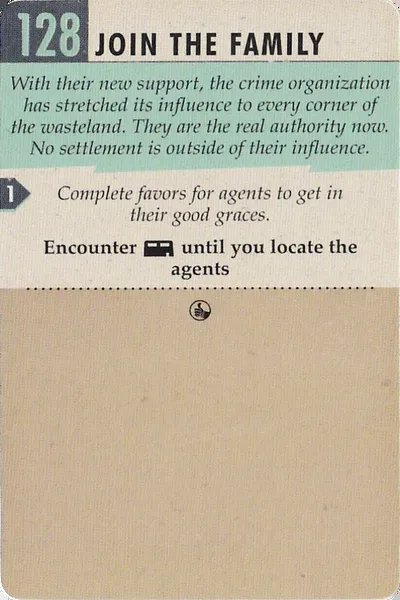 128 JOIN THE FAMILY
With their new support, the crime organization
has stretched its influence to every corner of
the wasteland. They are the real authority now.
No settlement is outside of their influence.
1
Complete favors for agents to get in
their good graces.
Encounter until you locate the
agents